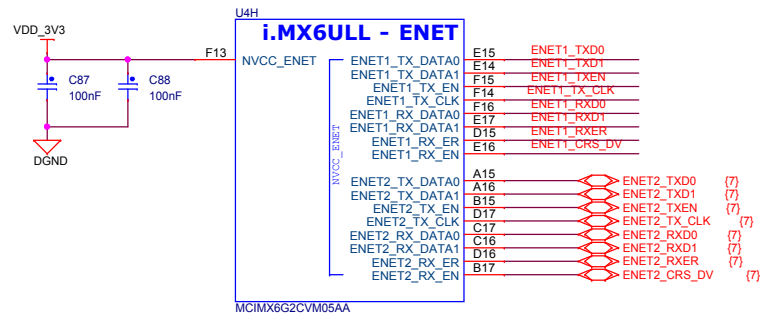 U4H
i.MX6ULL - ENET
VDD_3V3
F13 NVCC_ENET
C87 100nF
C88 100nF
DGND
NVCC_ENET
ENET1_TX_DATA0 E15 ENET1_TXD0
ENET1_TX_DATA1 E14 ENET1_TXD1
ENET1_TX_EN F15 ENET1_TXEN
ENET1_TX_CLK F14 ENET1_TX_CLK
ENET1_RX_DATA0 F16 ENET1_RXD0
ENET1_RX_DATA1 E17 ENET1_RXD1
ENET1_RX_ER D15 ENET1_RXER
ENET1_RX_EN E16 ENET1_CRS_DV
ENET2_TX_DATA0 A15 ENET2_TXD0 {7}
ENET2_TX_DATA1 A16 ENET2_TXD1 {7}
ENET2_TX_EN B15 ENET2_TXEN {7}
ENET2_TX_CLK D17 ENET2_TX_CLK {7}
ENET2_RX_DATA0 C17 ENET2_RXD0 {7}
ENET2_RX_DATA1 C16 ENET2_RXD1 {7}
ENET2_RX_ER D16 ENET2_RXER {7}
ENET2_RX_EN B17 ENET2_CRS_DV {7}
MCIMX6G2CVM05AA